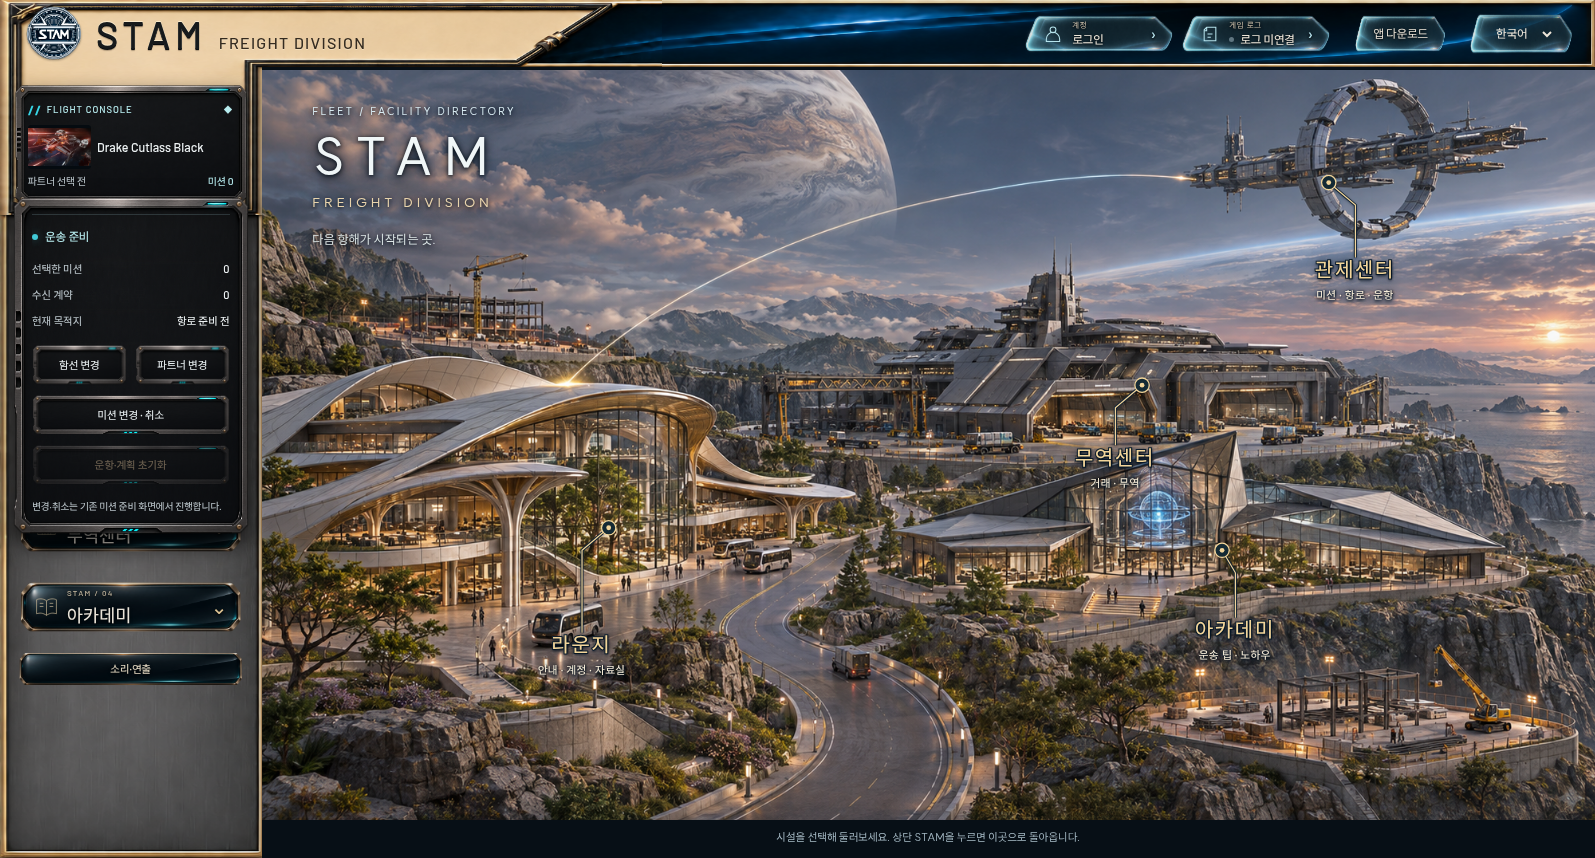 STAM FREIGHT DIVISION
계정
로그인
게임 로그
로그 미연결
앱 다운로드
한국어
FLIGHT CONSOLE
Drake Cutlass Black
파트너 선택 전 미션 0
운송 준비
선택한 미션 0
수신 계약 0
현재 목적지 항로 준비 전
함선 변경 파트너 변경
미션 변경 · 취소
운항·계획 초기화
변경·취소는 기존 미션 준비 화면에서 진행합니다.
무역센터
STAM / 04
아카데미
소리·연출
FLEET / FACILITY DIRECTORY
STAM
FREIGHT DIVISION
다음 항해가 시작되는 곳.
관제센터
미션 · 항로 · 운항
무역센터
거래 · 무역
라운지
안내 · 계정 · 자료실
아카데미
운송 팁 · 노하우
시설을 선택해 둘러보세요. 상단 STAM을 누르면 이곳으로 돌아옵니다.